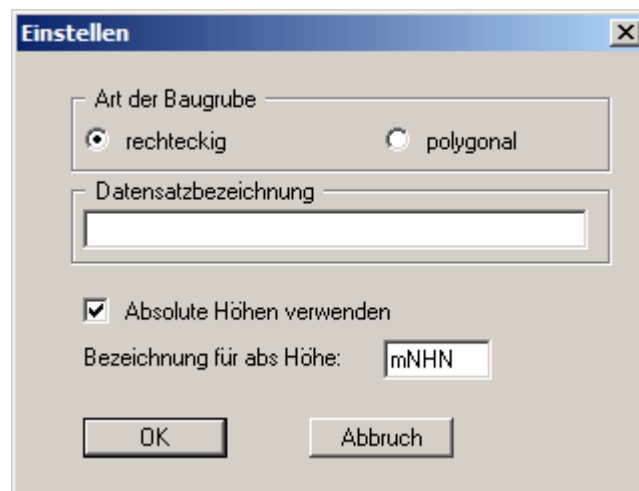 Einstellen
Art der Baugrube
rechteckig polygonal
Datensatzbezeichnung
Absolute Höhen verwenden
Bezeichnung für abs Höhe: mNHN
OK Abbruch